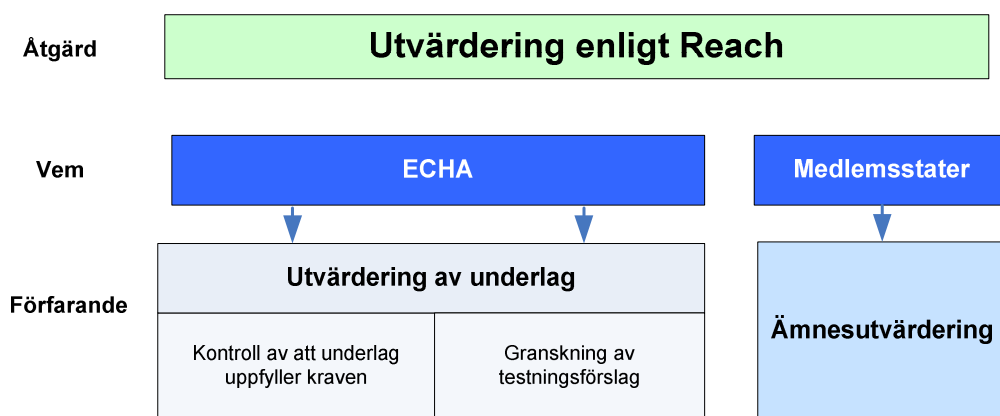 Åtgärd
Utvärdering enligt Reach
Vem
ECHA
Medlemsstater
Förfarande
Utvärdering av underlag
Kontroll av att underlag
uppfyller kraven
Granskning av
testningsförslag
Ämnesutvärdering